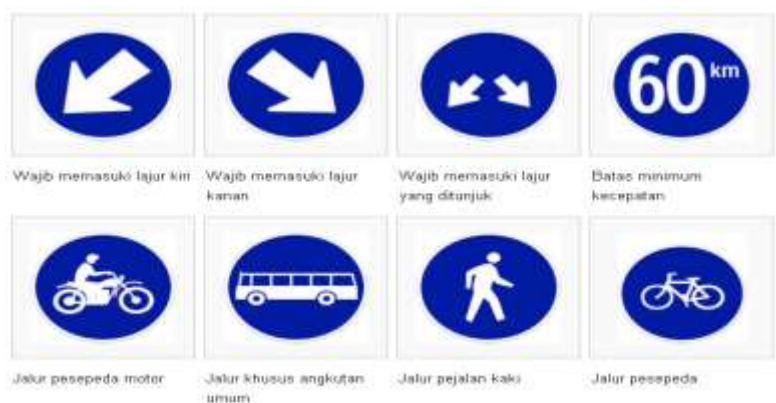 60 km
Wajib memasuki lajur kiri
Wajib memasuki lajur
kanan
Wajib memasuki lajur
yang ditunjuk
Batas minimum
kecepatan
Jalur pesepeda motor
Jalur khusus angkutan
umum
Jalur pejalan kaki
Jalur pesepeda